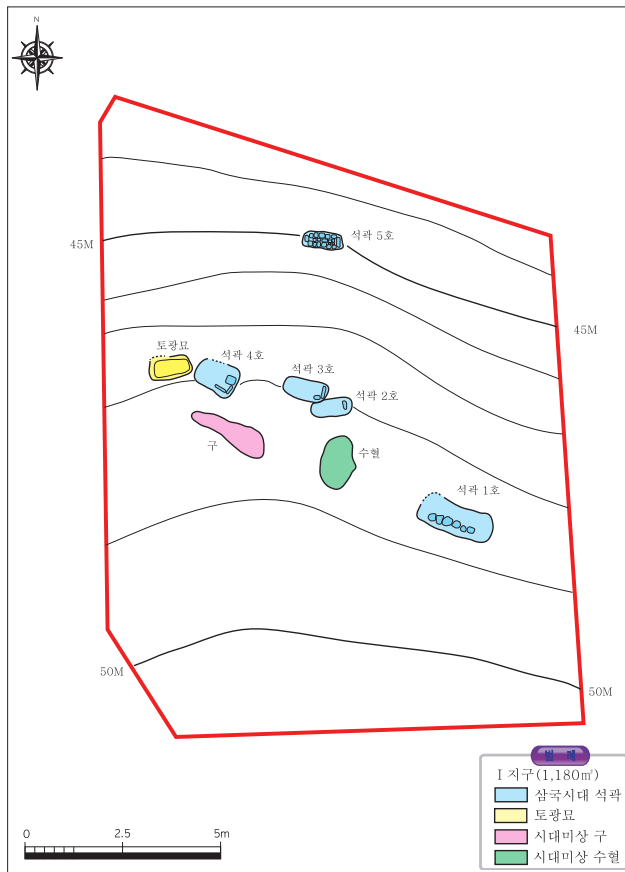 N
석곽 5호
45M
45M
토광묘
석곽 4호
석곽 3호
석곽 2호
구
수혈
석곽 1호
50M
50M
범례
I 지구(1,180㎡)
삼국시대 석곽
토광묘
시대미상 구
시대미상 수혈
0
2.5
5m